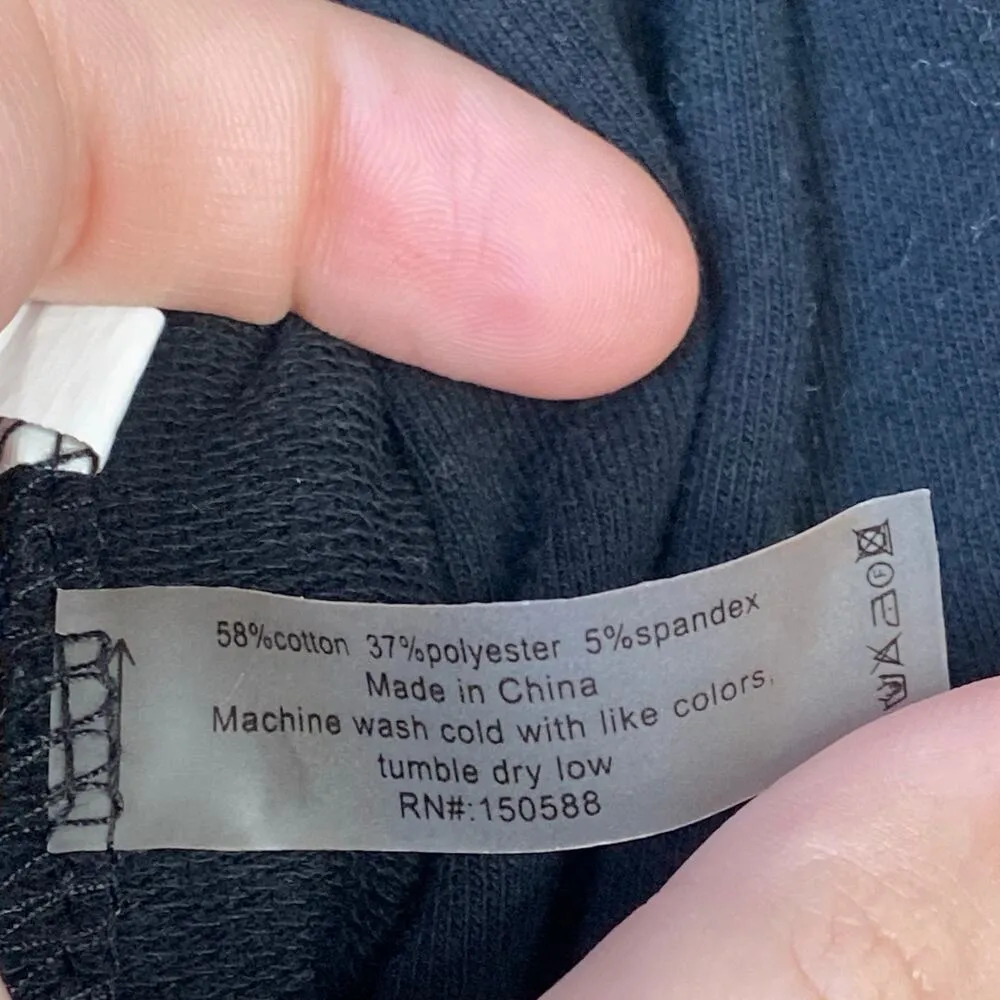 58%cotton 37%polyester 5%spandex
Made in China
Machine wash cold with like colors,
tumble dry low
RN#:150588
F